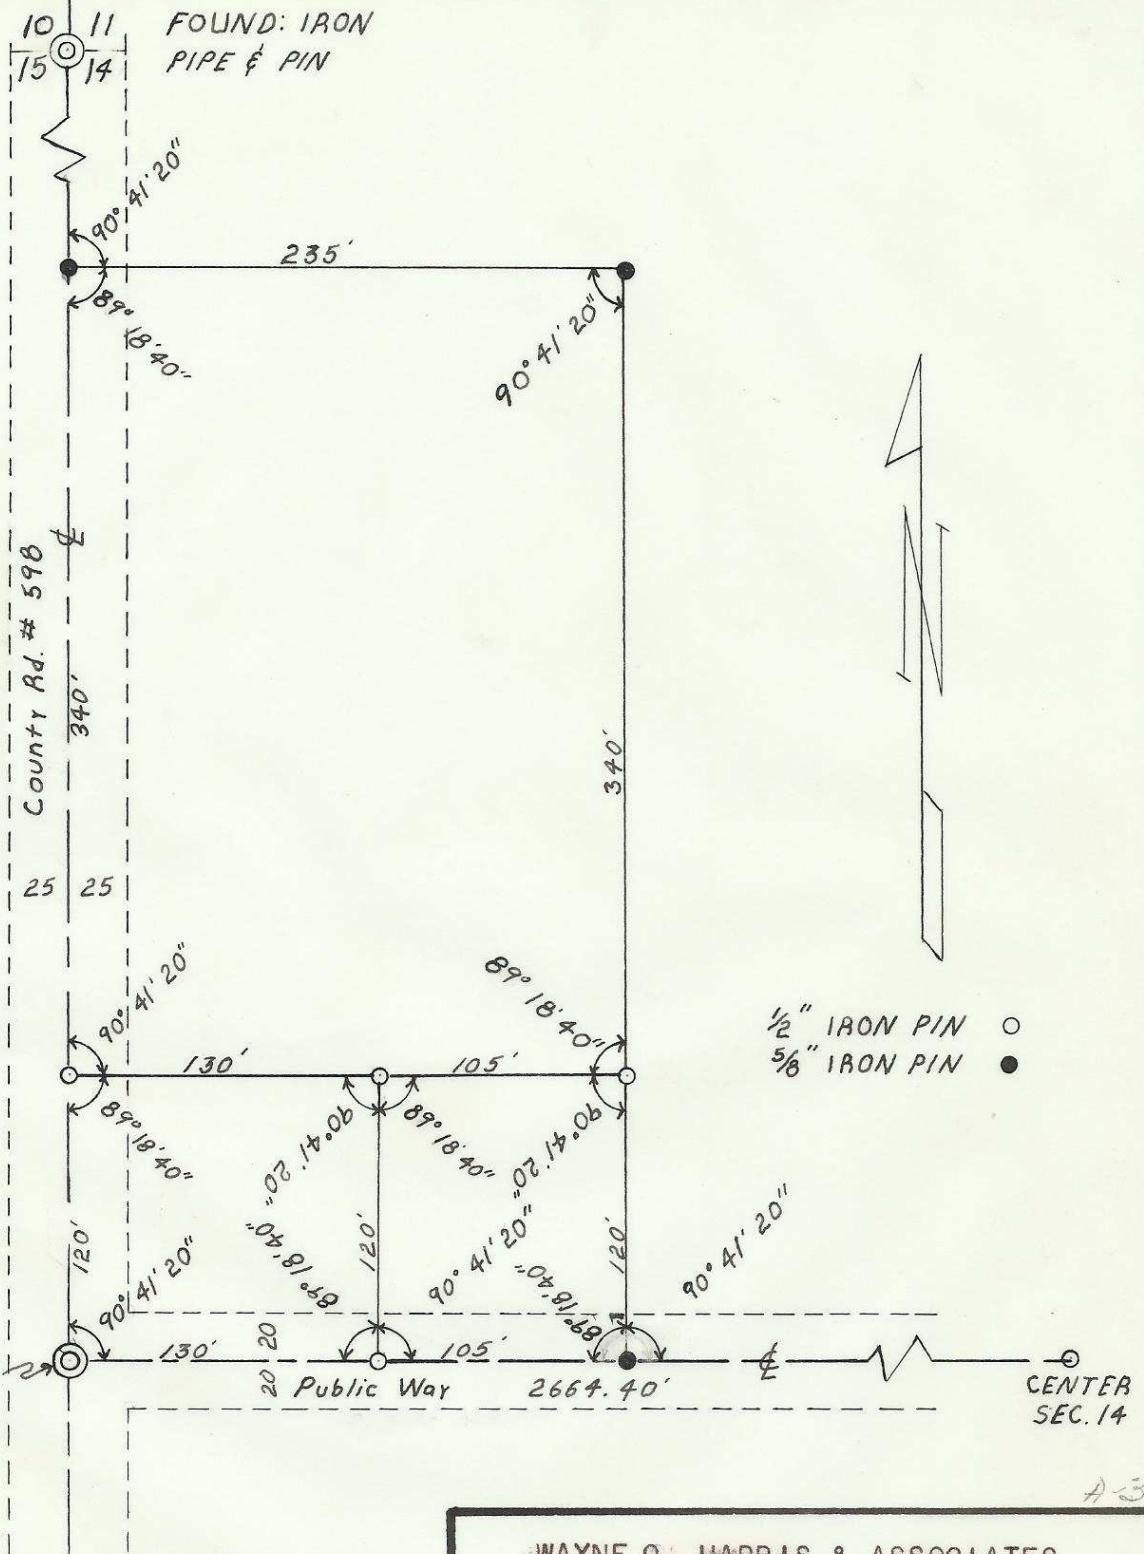 10 11
15 14
FOUND: IRON
PIPE & PIN
90° 41' 20"
235'
89° 18' 40"
90° 41' 20"
County Rd. # 59B
℄
340'
340'
25 25
90° 41' 20"
89° 18' 40"
1/2" IRON PIN
5/8" IRON PIN
130' 105'
89° 18' 40"
90° 41' 20"
89° 18' 40"
90° 41' 20"
120'
90° 41' 20"
89° 18' 40"
120'
90° 41' 20"
89° 18' 40"
120'
90° 41' 20"
130' 20 105' ℄
20 Public Way 2664.40'
CENTER
SEC. 14
A-3
HARRIS & ASSOCIATES